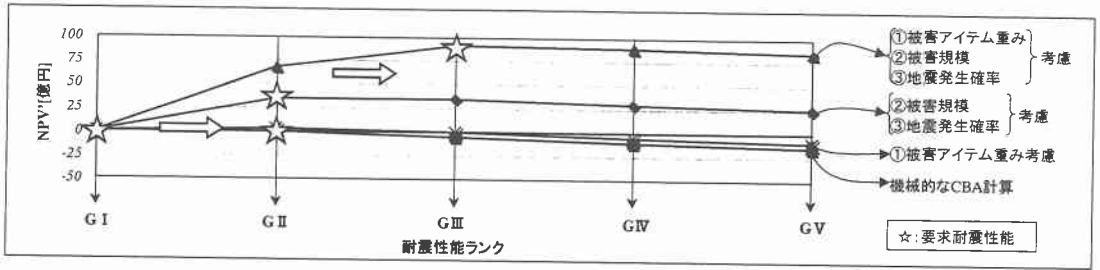 NPV'[億円]
100
75
50
25
0
-25
-50
GⅠ
GⅡ
GⅢ
GⅣ
GⅤ
耐震性能ランク
①被害アイテム重み
②被害規模
③地震発生確率
考慮
②被害規模
③地震発生確率
考慮
①被害アイテム重み考慮
機械的なCBA計算
☆:要求耐震性能